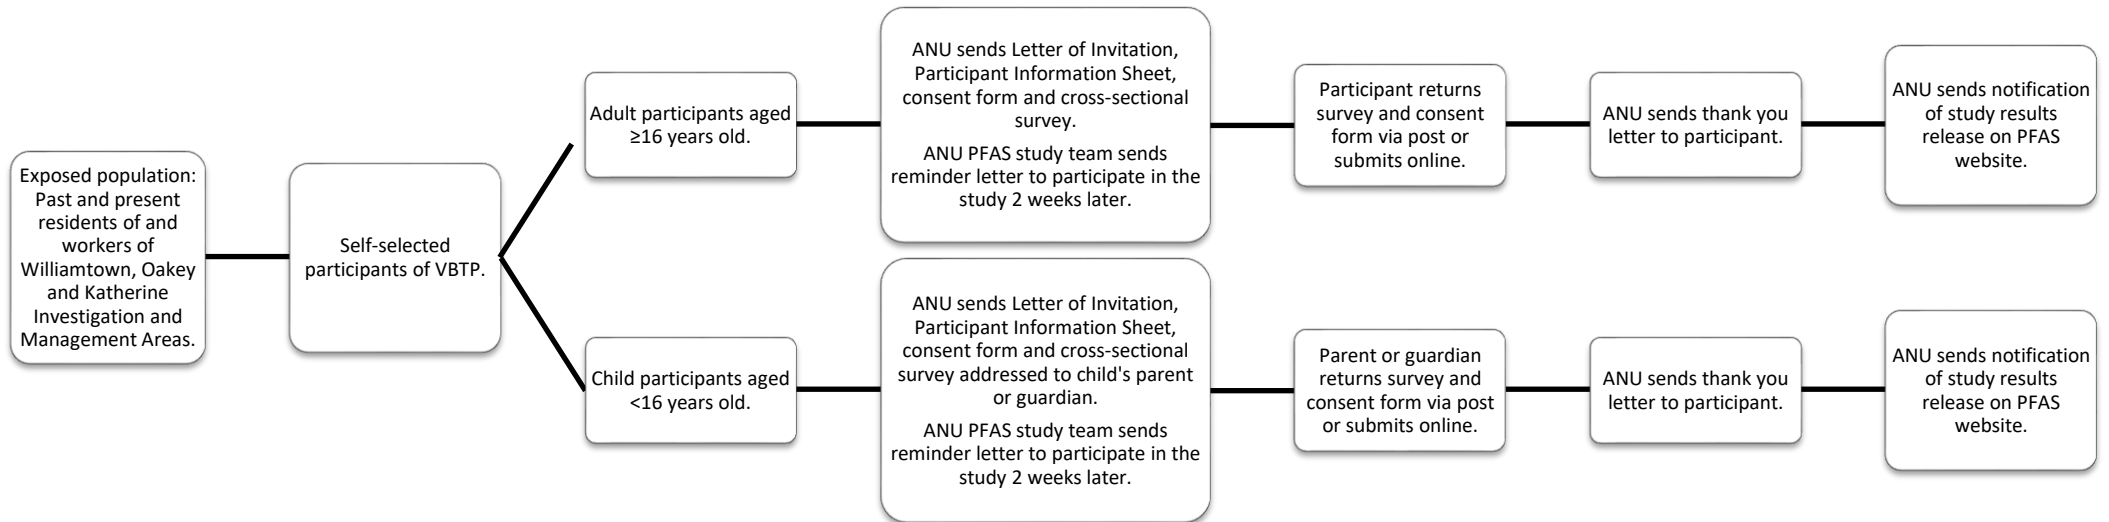 Exposed population:
Past and present
residents of and
workers of
Williamtown, Oakey
and Katherine
Investigation and
Management Areas.
Self-selected
participants of VBTP.
Adult participants aged
≥16 years old.
ANU sends Letter of Invitation,
Participant Information Sheet,
consent form and cross-sectional
survey.
ANU PFAS study team sends
reminder letter to participate in the
study 2 weeks later.
Participant returns
survey and consent
form via post or
submits online.
ANU sends thank you
letter to participant.
ANU sends notification
of study results
release on PFAS
website.
Child participants aged
<16 years old.
ANU sends Letter of Invitation,
Participant Information Sheet,
consent form and cross-sectional
survey addressed to child's parent
or guardian.
ANU PFAS study team sends
reminder letter to participate in the
study 2 weeks later.
Parent or guardian
returns survey and
consent form via post
or submits online.
ANU sends thank you
letter to participant.
ANU sends notification
of study results
release on PFAS
website.